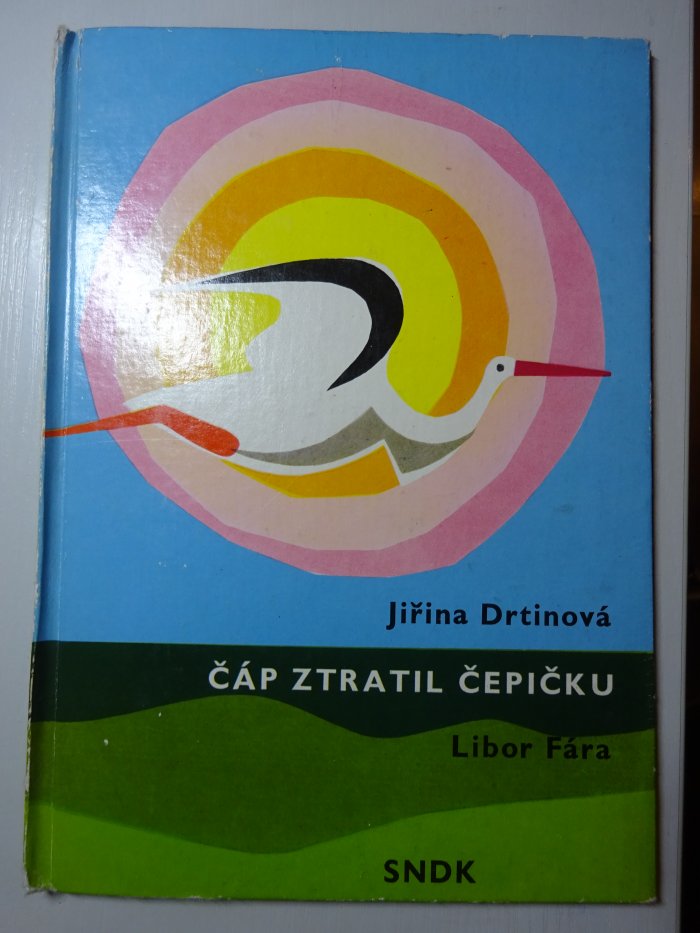 Jiřina Drtinová
ČÁP ZTRATIL ČEPIČKU
Libor Fára
SNDK